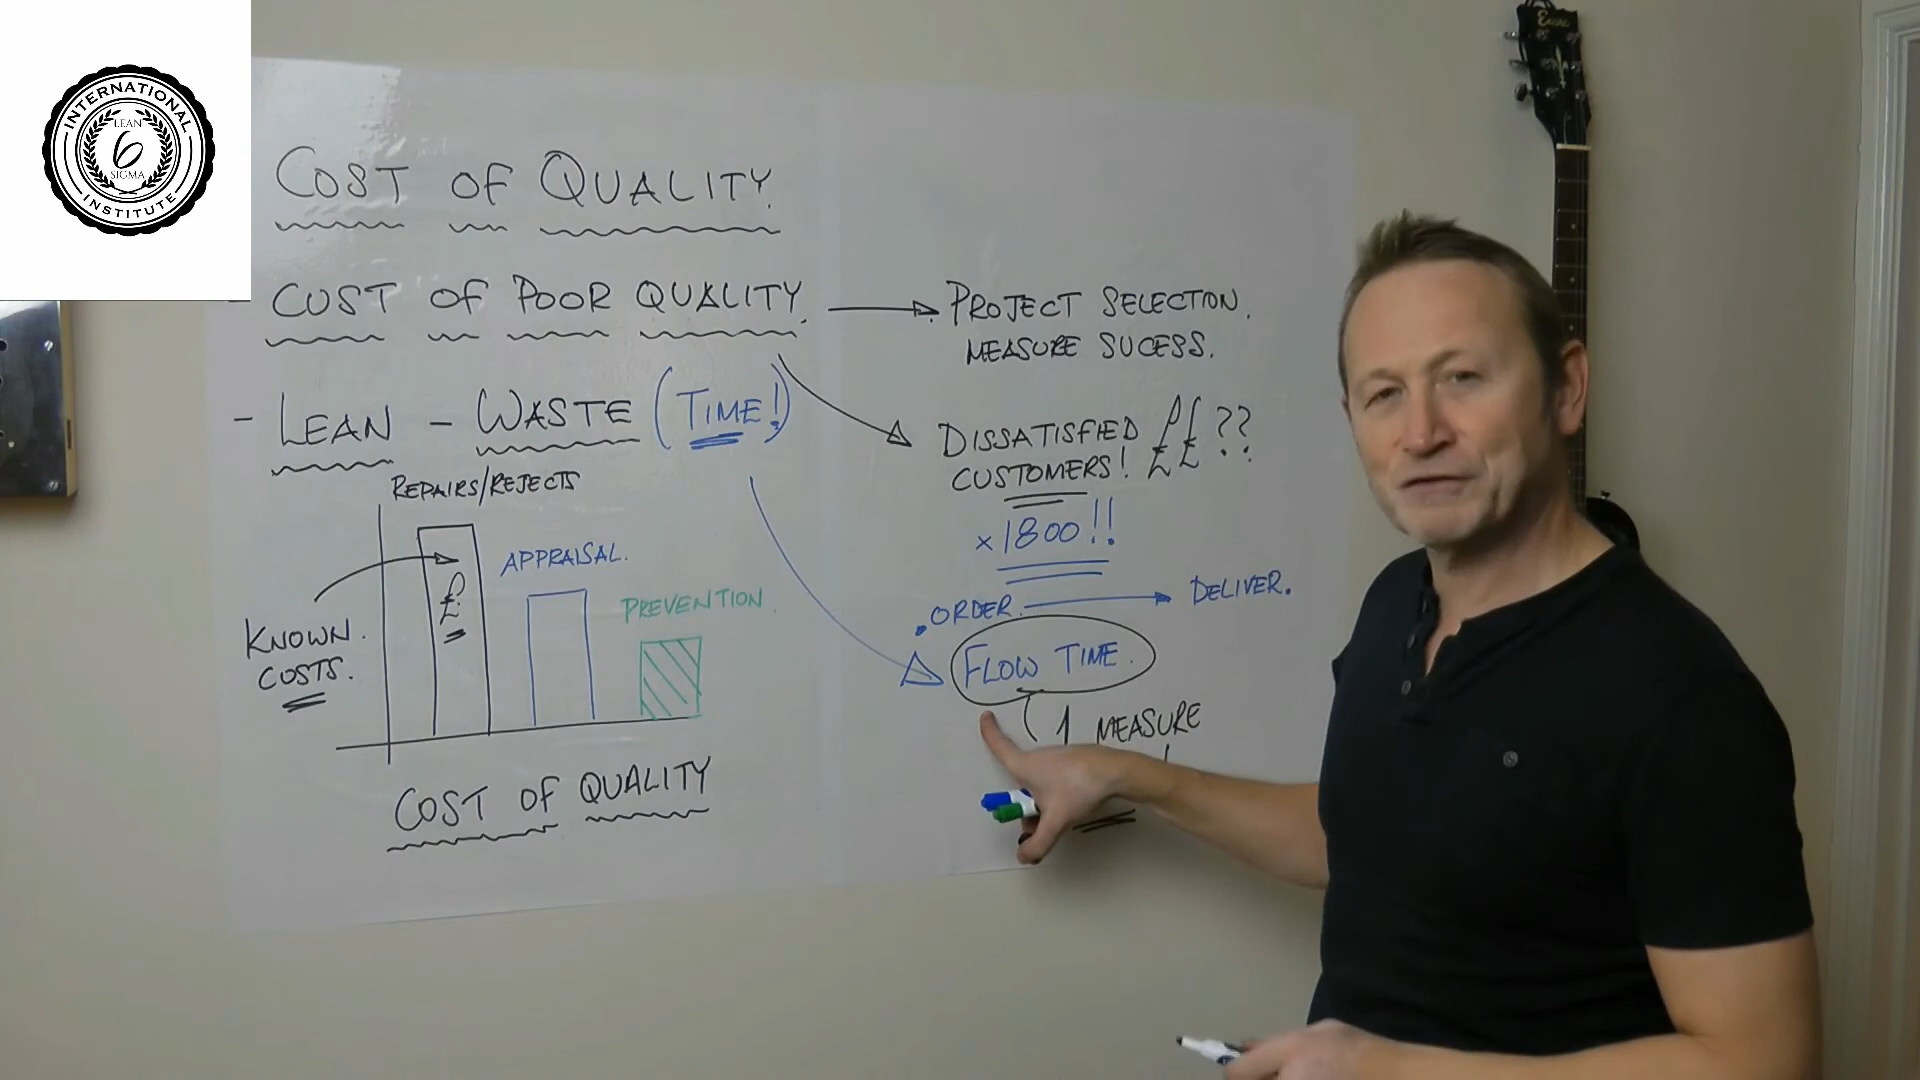 INTERNATIONAL
LEAN
6
SIGMA
INSTITUTE
COST OF QUALITY.
- COST OF POOR QUALITY.
PROJECT SELECTION.
MEASURE SUCESS.
- LEAN - WASTE (TIME!)
DISSATISFIED ££??
CUSTOMERS!
×1800!!
.ORDER. DELIVER.
FLOW TIME.
1 MEASURE
REPAIRS/REJECTS
APPRAISAL.
PREVENTION.
£
KNOWN.
COSTS.
COST OF QUALITY